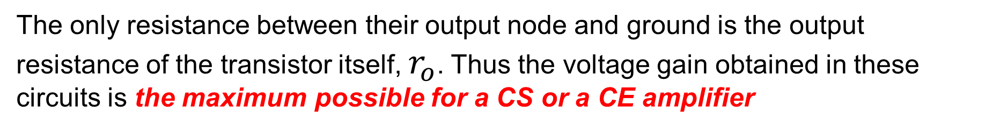 The only resistance between their output node and ground is the output
resistance of the transistor itself, $r_o$. Thus the voltage gain obtained in these
circuits is the maximum possible for a CS or a CE amplifier